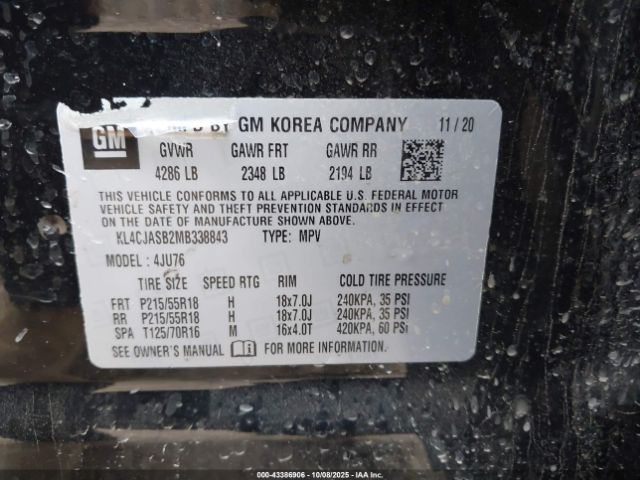 GM BY GM KOREA COMPANY 11/20
GVWR GAWR FRT GAWR RR
4286 LB 2348 LB 2194 LB
THIS VEHICLE CONFORMS TO ALL APPLICABLE U.S. FEDERAL MOTOR
VEHICLE SAFETY AND THEFT PREVENTION STANDARDS IN EFFECT
ON THE DATE OF MANUFACTURE SHOWN ABOVE.
KL4CJASB2MB338843 TYPE: MPV
MODEL: 4JU76
TIRE SIZE SPEED RTG RIM COLD TIRE PRESSURE
FRT P215/55R18 H 18x7.0J 240KPA, 35 PSI
RR P215/55R18 H 18x7.0J 240KPA, 35 PSI
SPA T125/70R16 M 16x4.0T 420KPA, 60 PSI
SEE OWNER'S MANUAL FOR MORE INFORMATION.
000-43386906 - 10/08/2025 - IAA Inc.